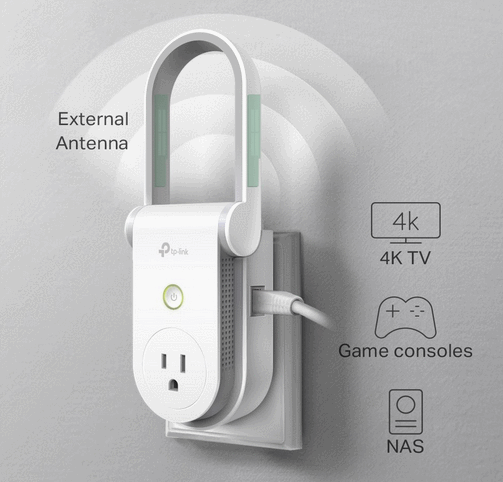 External
Antenna
tp-link
4k
4K TV
Game consoles
NAS